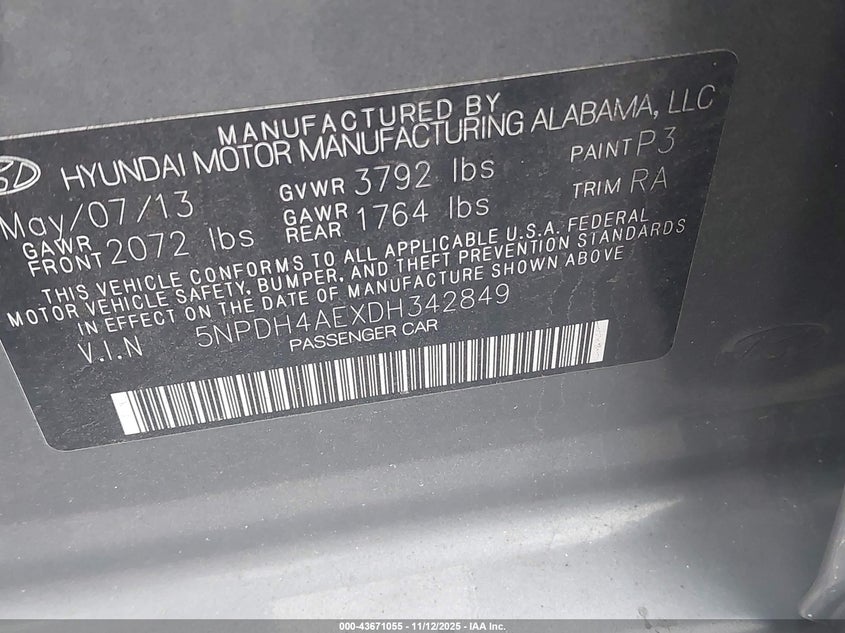 MANUFACTURED BY
HYUNDAI MOTOR MANUFACTURING ALABAMA, LLC
May/07/13 GVWR 3792 lbs PAINT P3
GAWR FRONT 2072 lbs GAWR REAR 1764 lbs TRIM RA
THIS VEHICLE CONFORMS TO ALL APPLICABLE U.S.A. FEDERAL
MOTOR VEHICLE SAFETY, BUMPER, AND THEFT PREVENTION STANDARDS
IN EFFECT ON THE DATE OF MANUFACTURE SHOWN ABOVE
V.I.N 5NPDH4AEXDH342849
PASSENGER CAR
000-43671055 - 11/12/2025 - IAA Inc.